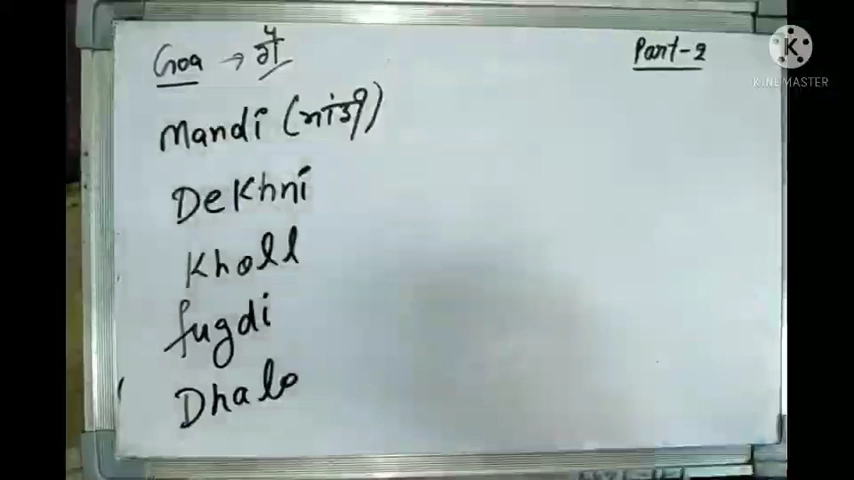 Goa →
Part-2
Mandi (मांडी)
Dekhni
Kholl
fugdi
Dhalo
KINEMASTER